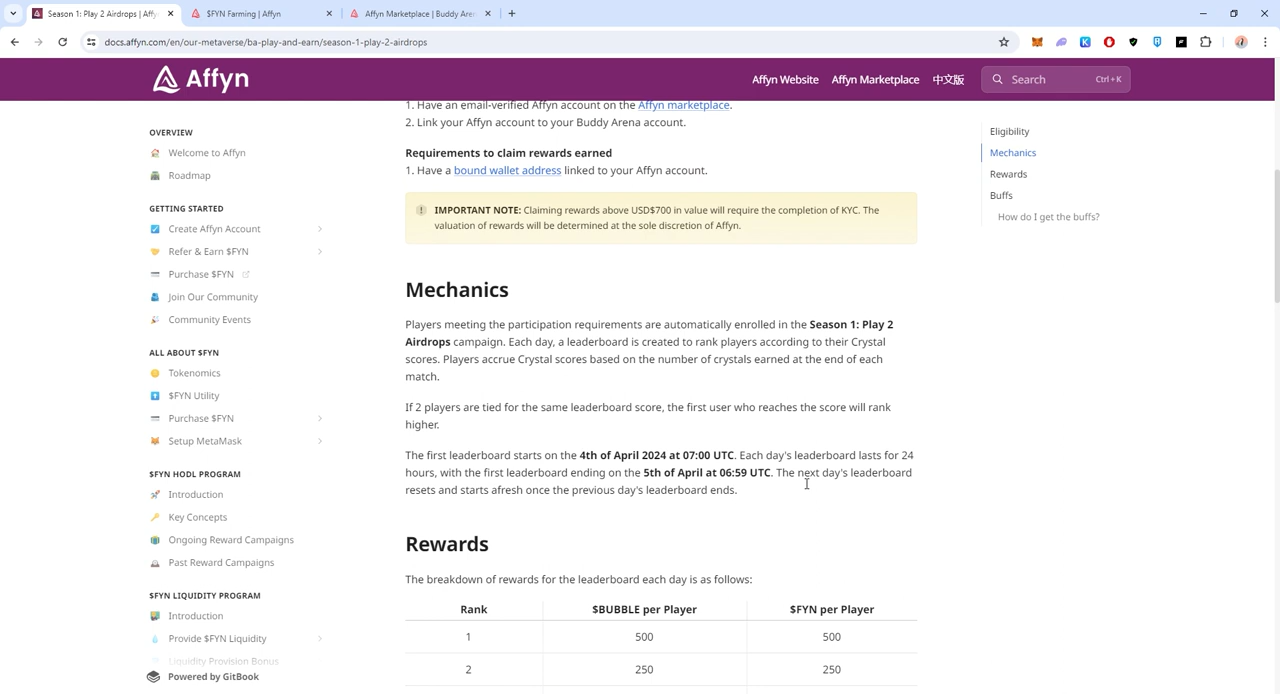 Season 1: Play 2 Airdrops | Affy
$FYN Farming | Affyn
Affyn Marketplace | Buddy Aren
docs.affyn.com/en/our-metaverse/ba-play-and-earn/season-1-play-2-airdrops
Affyn
Affyn Website
Affyn Marketplace
中文版
Search
Ctrl + K
OVERVIEW
Welcome to Affyn
Roadmap
GETTING STARTED
Create Affyn Account
Refer & Earn $FYN
Purchase $FYN
Join Our Community
Community Events
ALL ABOUT $FYN
Tokenomics
$FYN Utility
Purchase $FYN
Setup MetaMask
$FYN HODL PROGRAM
Introduction
Key Concepts
Ongoing Reward Campaigns
Past Reward Campaigns
$FYN LIQUIDITY PROGRAM
Introduction
Provide $FYN Liquidity
Liquidity Provision Bonus
Powered by GitBook
1. Have an email-verified Affyn account on the Affyn marketplace.
2. Link your Affyn account to your Buddy Arena account.
Requirements to claim rewards earned
1. Have a bound wallet address linked to your Affyn account.
IMPORTANT NOTE: Claiming rewards above USD$700 in value will require the completion of KYC. The
valuation of rewards will be determined at the sole discretion of Affyn.
Mechanics
Players meeting the participation requirements are automatically enrolled in the Season 1: Play 2
Airdrops campaign. Each day, a leaderboard is created to rank players according to their Crystal
scores. Players accrue Crystal scores based on the number of crystals earned at the end of each
match.
If 2 players are tied for the same leaderboard score, the first user who reaches the score will rank
higher.
The first leaderboard starts on the 4th of April 2024 at 07:00 UTC. Each day's leaderboard lasts for 24
hours, with the first leaderboard ending on the 5th of April at 06:59 UTC. The next day's leaderboard
resets and starts afresh once the previous day's leaderboard ends.
Rewards
The breakdown of rewards for the leaderboard each day is as follows:
Rank $BUBBLE per Player $FYN per Player
1 500 500
2 250 250
Eligibility
Mechanics
Rewards
Buffs
How do I get the buffs?